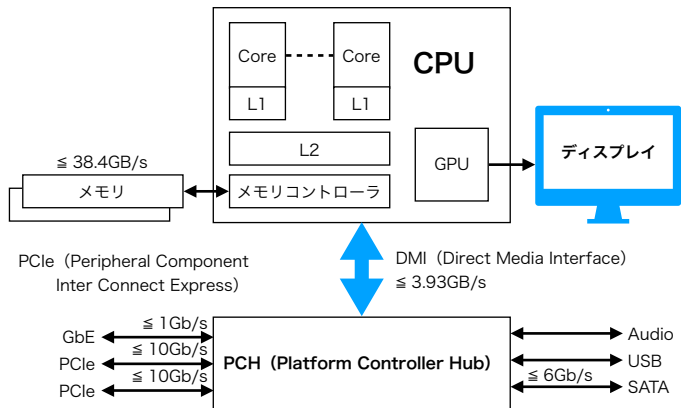 Core
Core
CPU
L1
L1
L2
GPU
ディスプレイ
≦ 38.4GB/s
メモリ
メモリコントローラ
PCIe（Peripheral Component
Inter Connect Express）
DMI（Direct Media Interface）
≦ 3.93GB/s
GbE
≦ 1Gb/s
PCIe
≦ 10Gb/s
PCIe
≦ 10Gb/s
PCH（Platform Controller Hub）
Audio
USB
≦ 6Gb/s
SATA